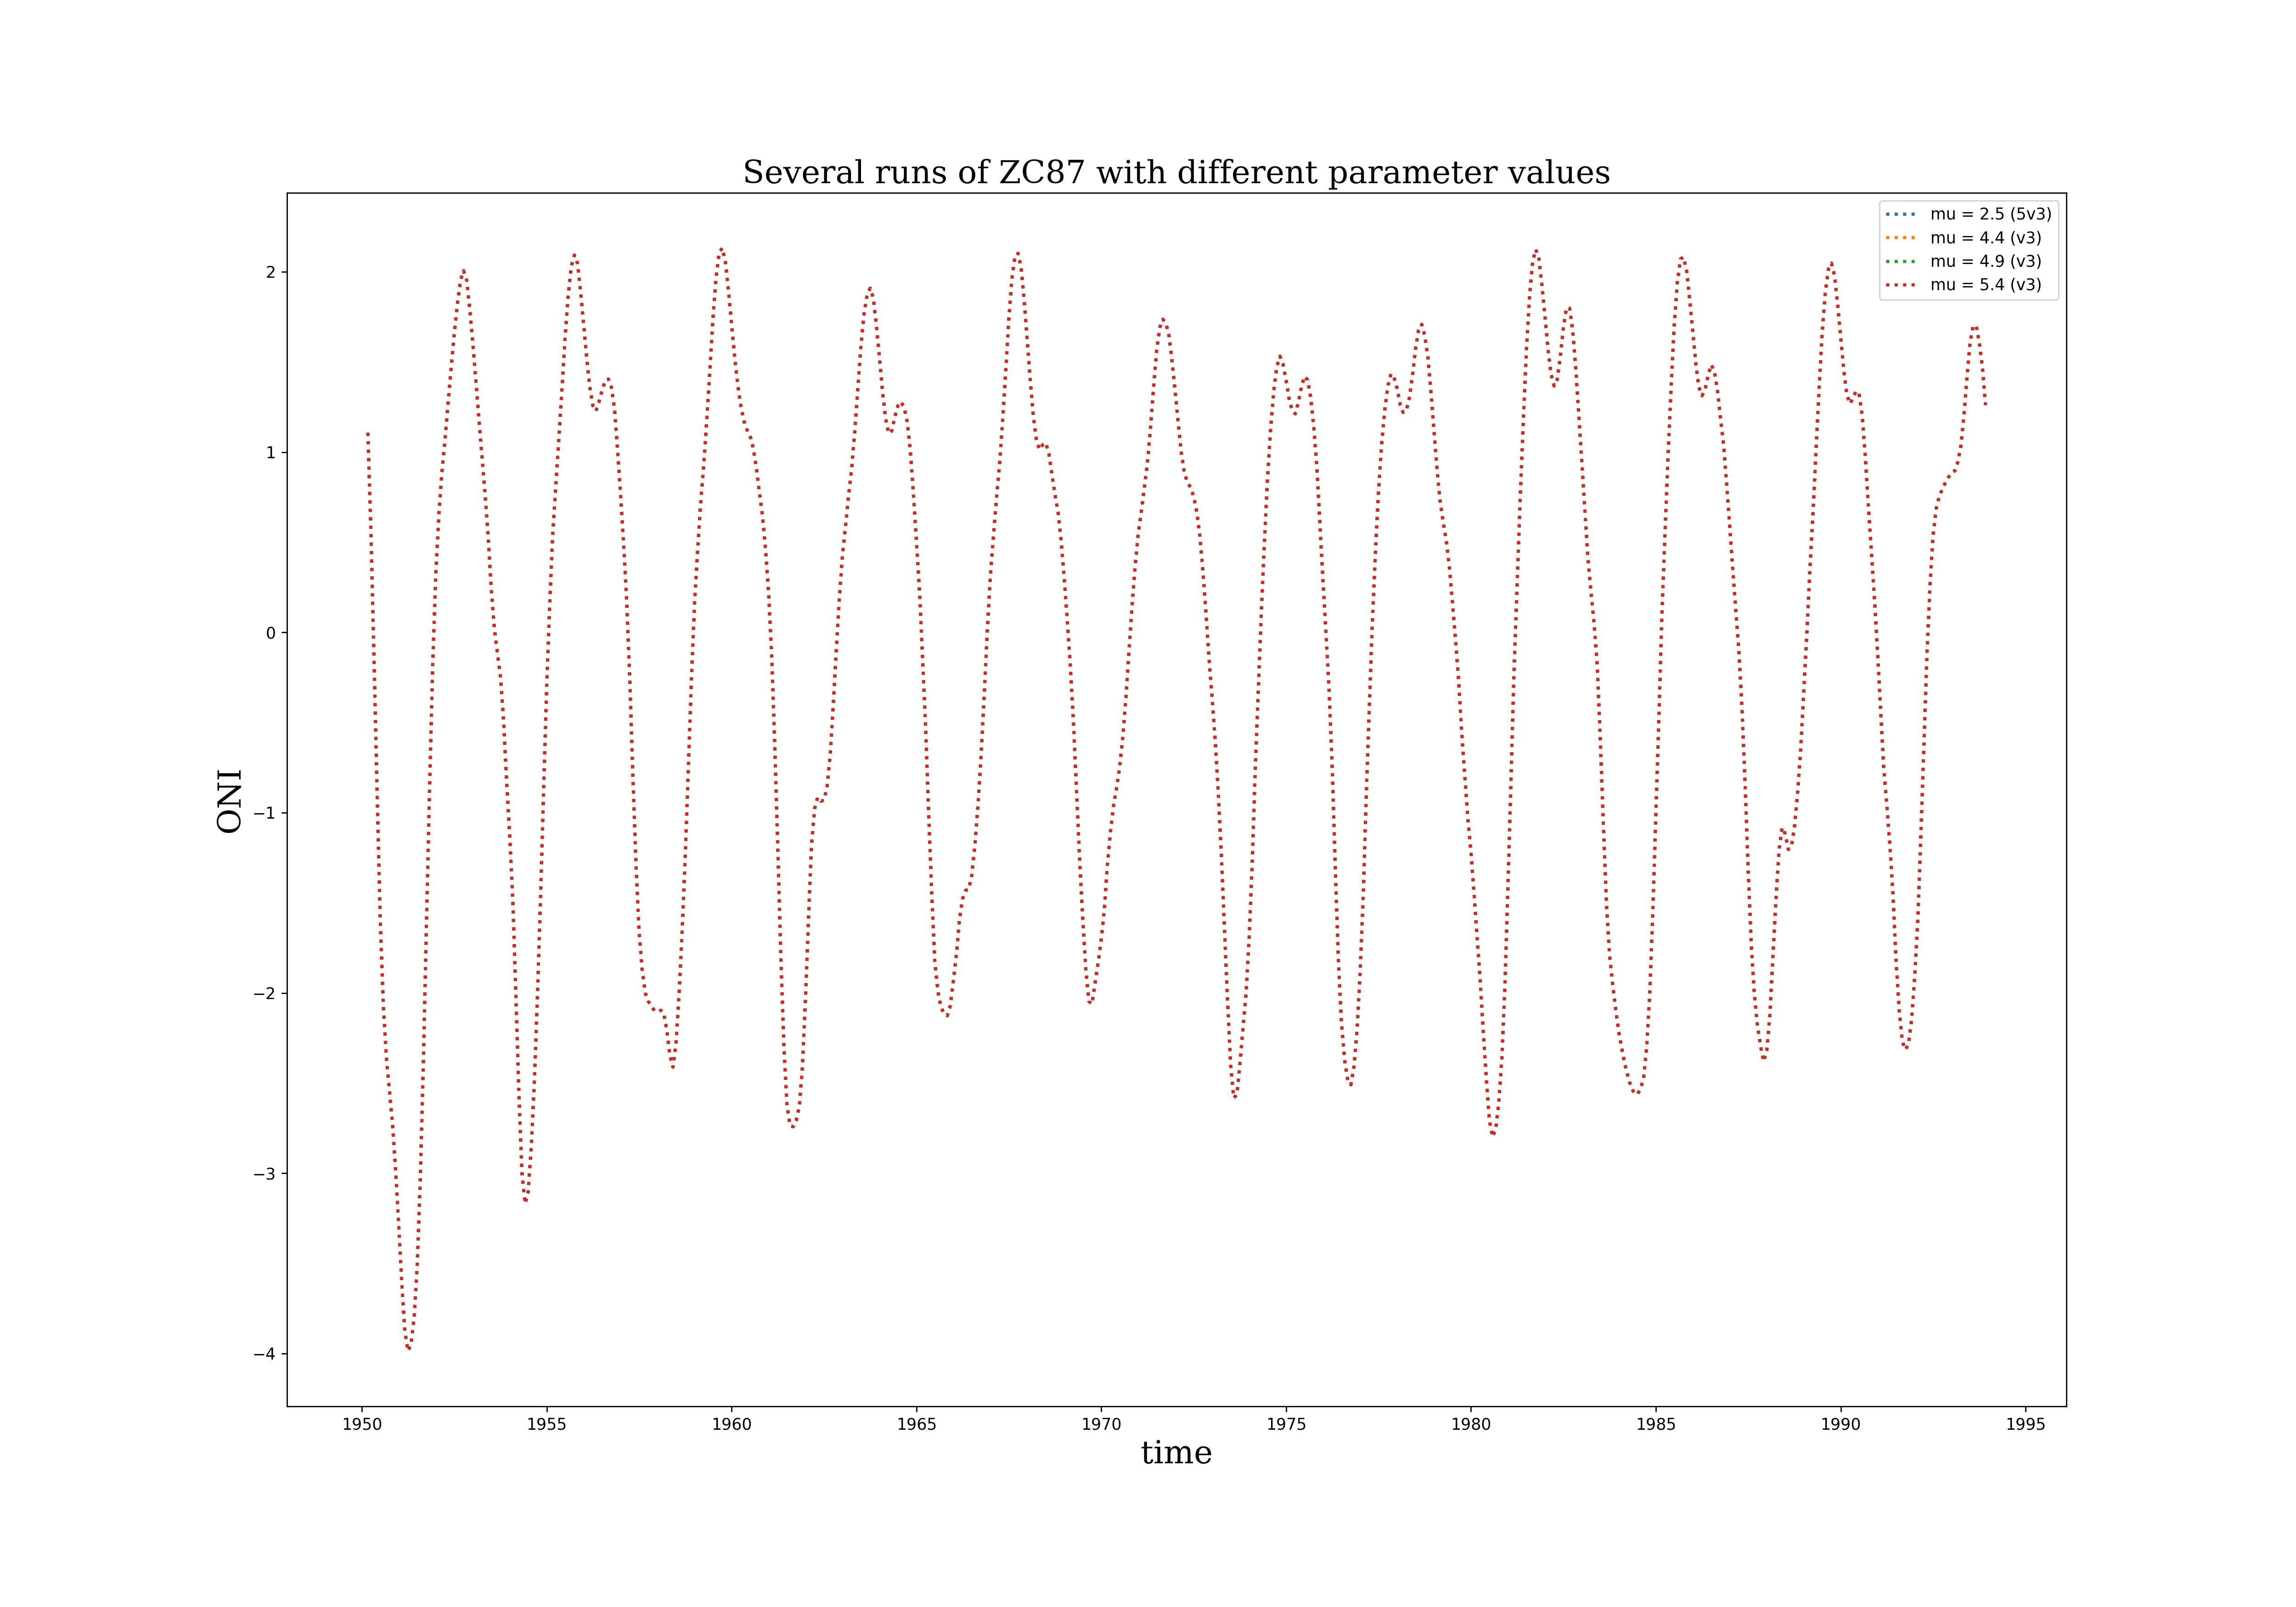 Several runs of ZC87 with different parameter values
mu = 2.5 (5v3)
mu = 4.4 (v3)
mu = 4.9 (v3)
mu = 5.4 (v3)
2
1
0
−1
−2
−3
−4
ONI
1950 1955 1960 1965 1970 1975 1980 1985 1990 1995
time